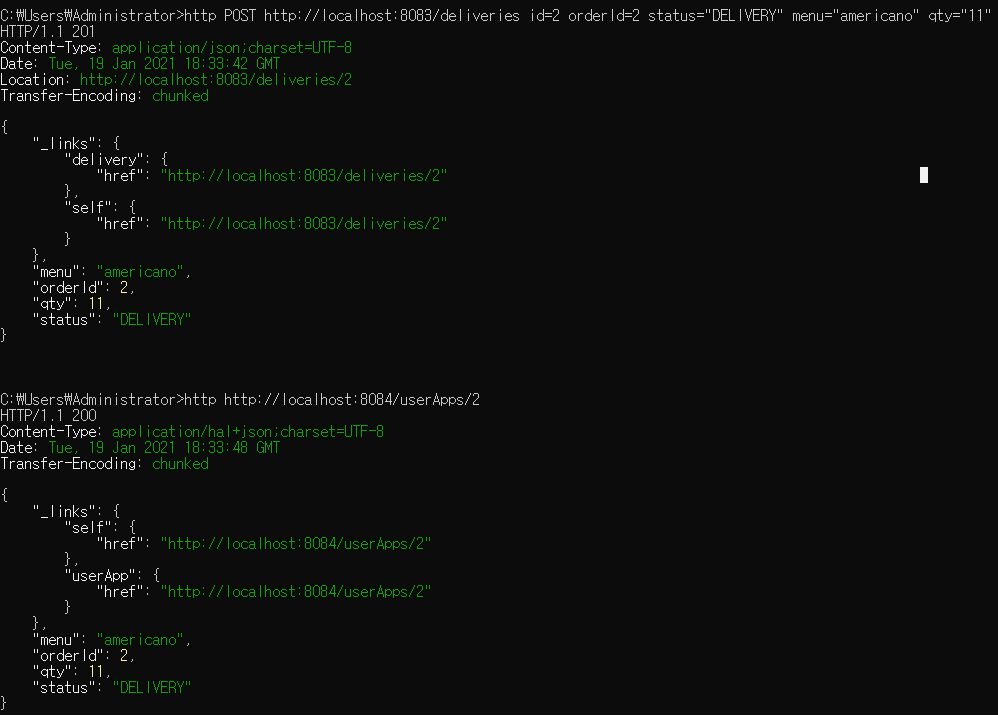 C:₩Users₩Administrator>http POST http://localhost:8083/deliveries id=2 orderId=2 status="DELIVERY" menu="americano" qty="11"
HTTP/1.1 201
Content-Type: application/json;charset=UTF-8
Date: Tue, 19 Jan 2021 18:33:42 GMT
Location: http://localhost:8083/deliveries/2
Transfer-Encoding: chunked

{
    "_links": {
        "delivery": {
            "href": "http://localhost:8083/deliveries/2"
        },
        "self": {
            "href": "http://localhost:8083/deliveries/2"
        }
    },
    "menu": "americano",
    "orderId": 2,
    "qty": 11,
    "status": "DELIVERY"
}

C:₩Users₩Administrator>http http://localhost:8084/userApps/2
HTTP/1.1 200
Content-Type: application/hal+json;charset=UTF-8
Date: Tue, 19 Jan 2021 18:33:48 GMT
Transfer-Encoding: chunked

{
    "_links": {
        "self": {
            "href": "http://localhost:8084/userApps/2"
        },
        "userApp": {
            "href": "http://localhost:8084/userApps/2"
        }
    },
    "menu": "americano",
    "orderId": 2,
    "qty": 11,
    "status": "DELIVERY"
}